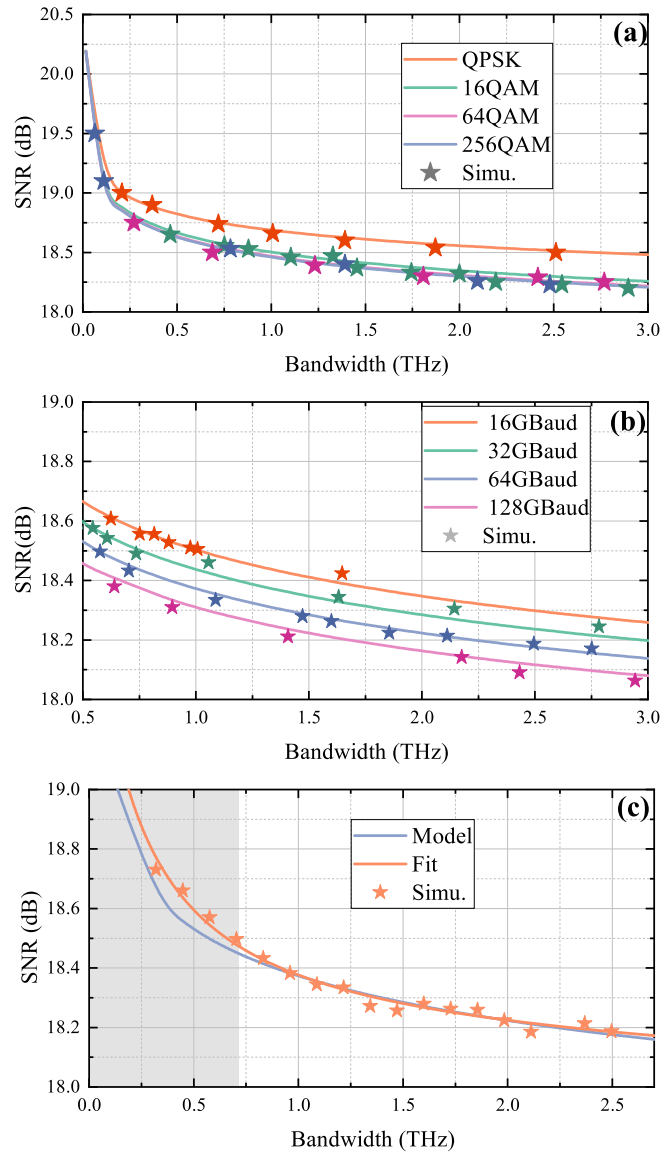 (a)
20.5
20.0
19.5
19.0
18.5
18.0
SNR (dB)
QPSK
16QAM
64QAM
256QAM
Simu.
0.0 0.5 1.0 1.5 2.0 2.5 3.0
Bandwidth (THz)
(b)
19.0
18.8
18.6
18.4
18.2
18.0
SNR(dB)
16GBaud
32GBaud
64GBaud
128GBaud
Simu.
0.5 1.0 1.5 2.0 2.5 3.0
Bandwidth (THz)
(c)
19.0
18.8
18.6
18.4
18.2
18.0
SNR (dB)
Model
Fit
Simu.
0.0 0.5 1.0 1.5 2.0 2.5
Bandwidth (THz)